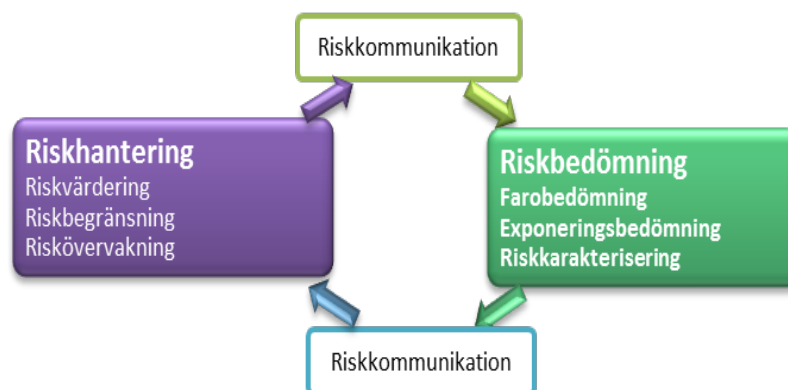 Riskkommunikation
Riskhantering
Riskvärdering
Riskbegränsning
Riskövervakning
Riskbedömning
Farobedömning
Exponeringsbedömning
Riskkarakterisering
Riskkommunikation